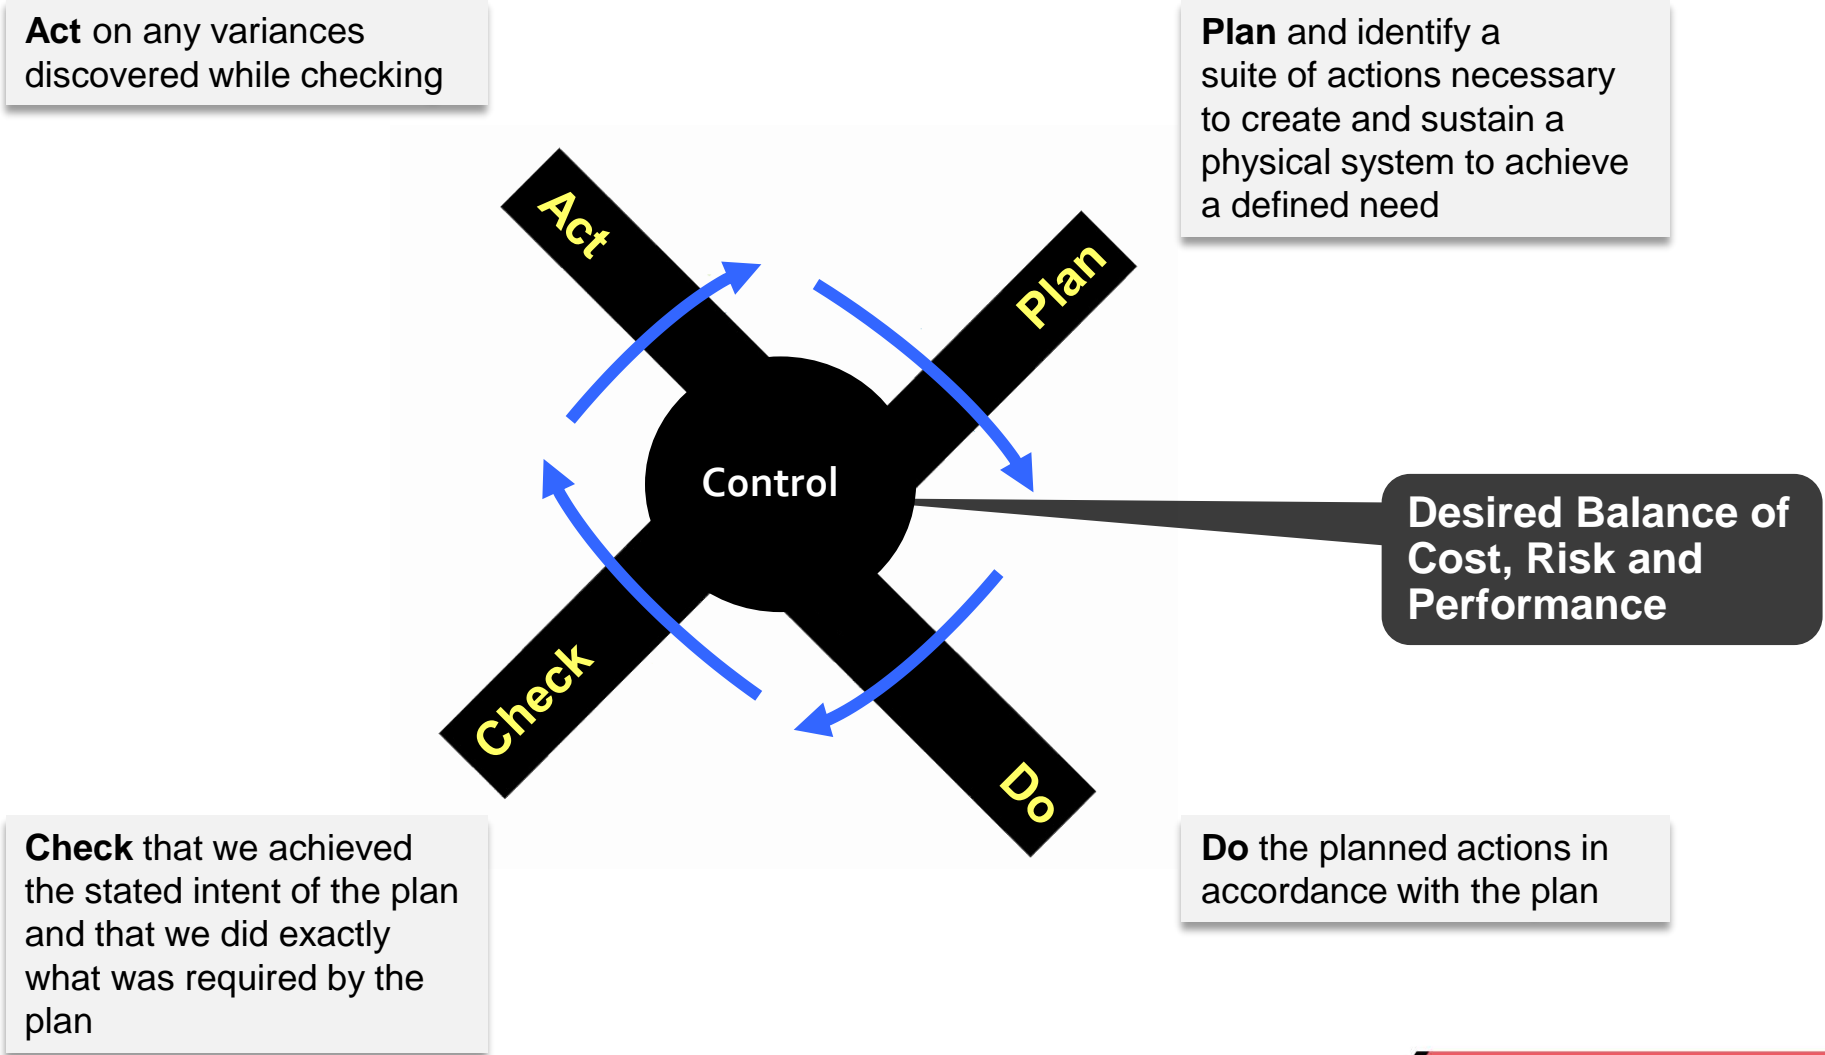 Act on any variances
discovered while checking
Plan and identify a
suite of actions necessary
to create and sustain a
physical system to achieve
a defined need
Act
Plan
Control
Desired Balance of
Cost, Risk and
Performance
Check
Do
Check that we achieved
the stated intent of the plan
and that we did exactly
what was required by the
plan
Do the planned actions in
accordance with the plan